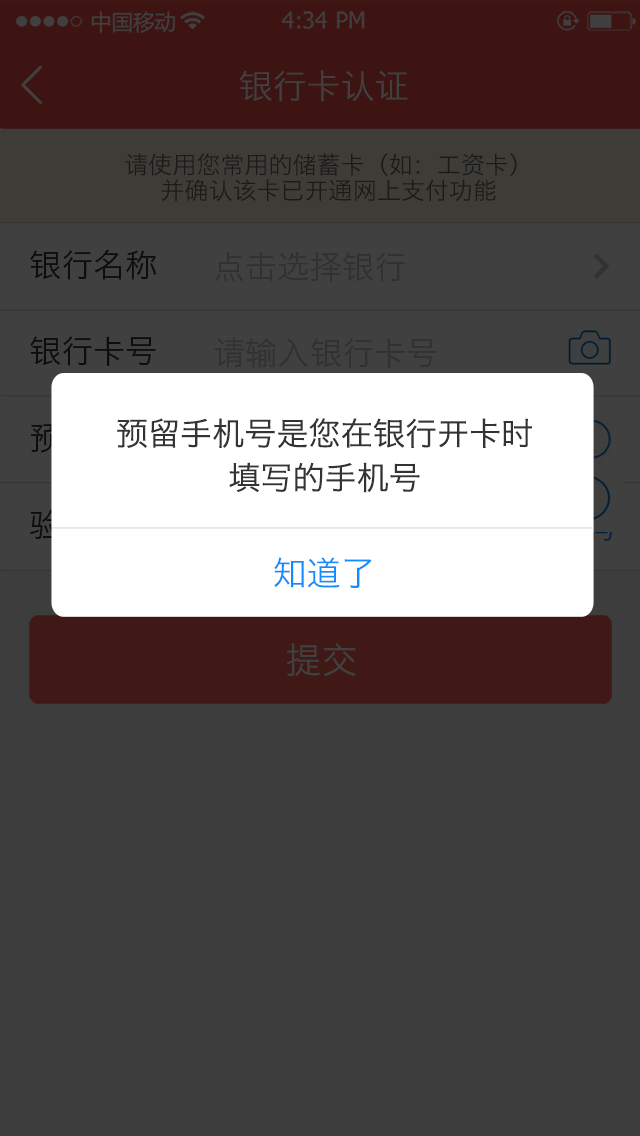 中国移动 4:34 PM
银行卡认证
请使用您常用的储蓄卡（如：工资卡）
并确认该卡已开通网上支付功能
银行名称 点击选择银行
银行卡号 请输入银行卡号
预
预留手机号是您在银行开卡时
填写的手机号
验
知道了
提交